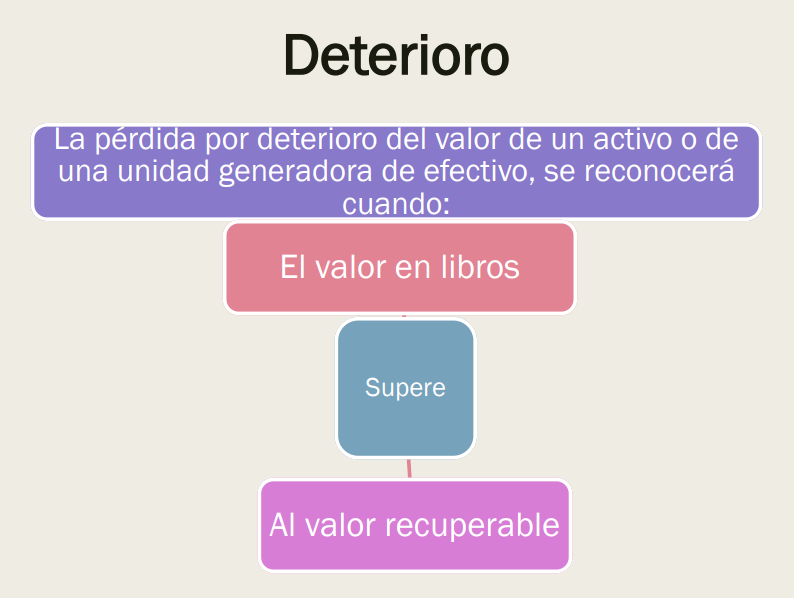 Deterioro
La pérdida por deterioro del valor de un activo o de
una unidad generadora de efectivo, se reconocerá
cuando:
El valor en libros
Supere
Al valor recuperable